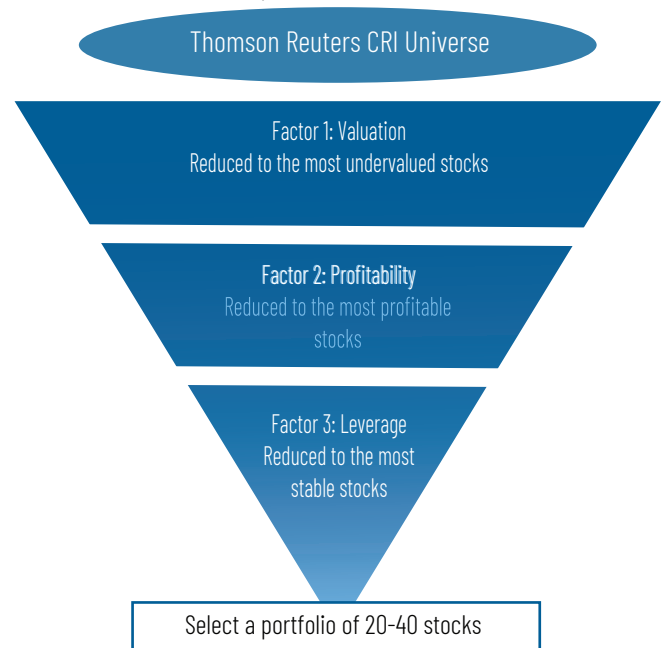 Thomson Reuters CRI Universe
Factor 1: Valuation
Reduced to the most undervalued stocks
Factor 2: Profitability
Reduced to the most profitable
stocks
Factor 3: Leverage
Reduced to the most
stable stocks
Select a portfolio of 20-40 stocks